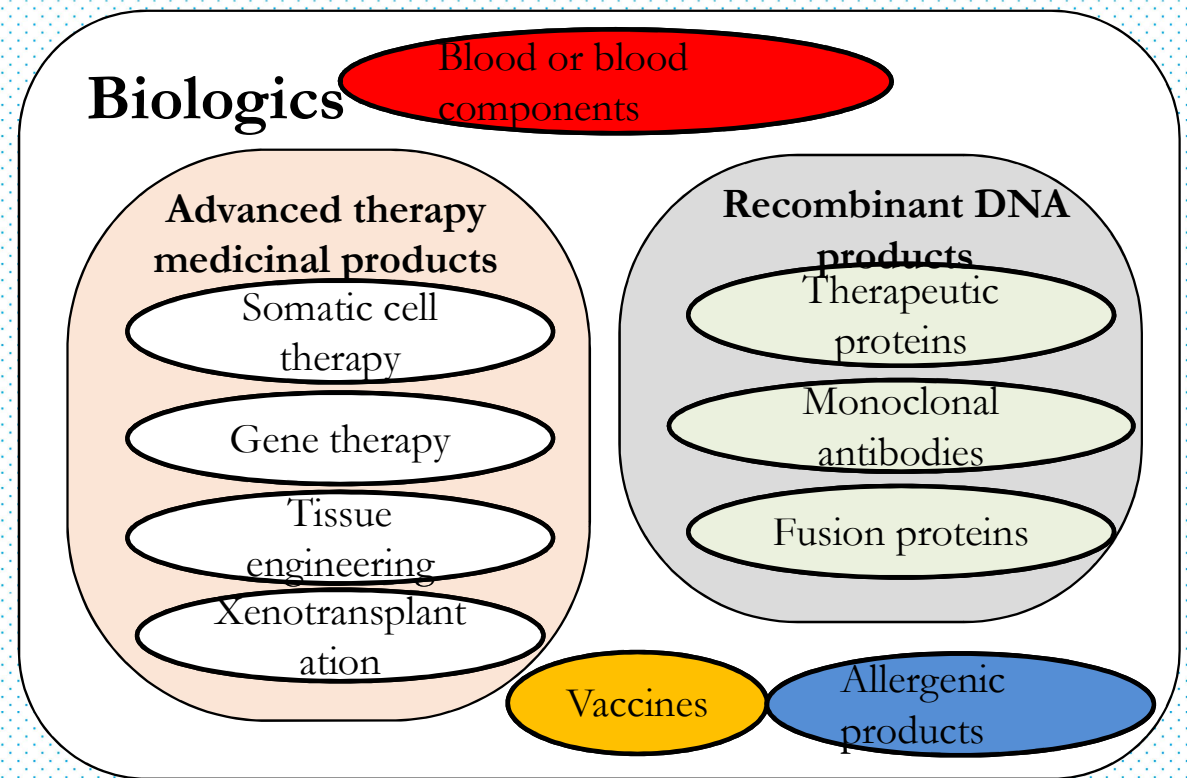 Blood or blood
components
Biologics
Advanced therapy
medicinal products
Somatic cell
therapy
Gene therapy
Tissue
engineering
Xenotransplant
ation
Recombinant DNA
products
Therapeutic
proteins
Monoclonal
antibodies
Fusion proteins
Vaccines
Allergenic
products